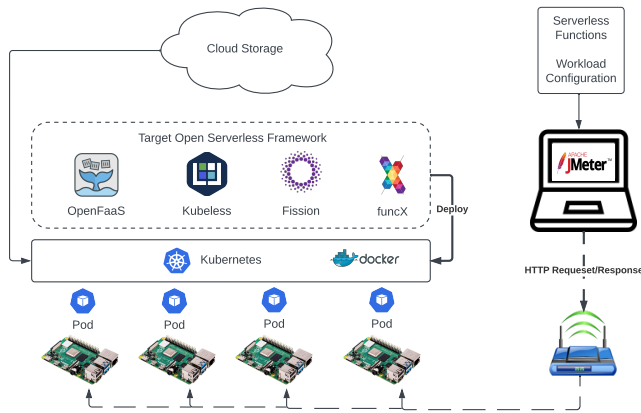 Cloud Storage
Serverless
Functions
Workload
Configuration
Target Open Serverless Framework
OpenFaaS
Kubeless
Fission
funcX
Deploy
APACHE
JMeter™
Kubernetes
docker
HTTP Requeset/Response
Pod
Pod
Pod
Pod